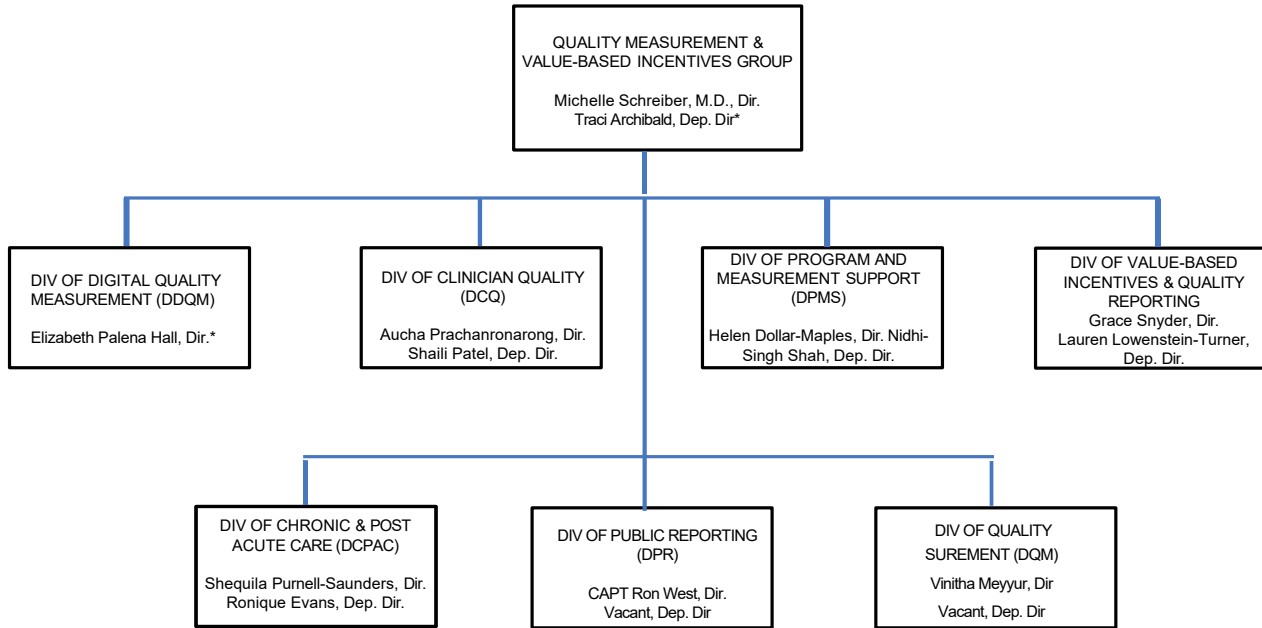 QUALITY MEASUREMENT &
VALUE-BASED INCENTIVES GROUP
Michelle Schreiber, M.D., Dir.
Traci Archibald, Dep. Dir*
DIV OF DIGITAL QUALITY
MEASUREMENT (DDQM)
Elizabeth Palena Hall, Dir.*
DIV OF CLINICIAN QUALITY
(DCQ)
Aucha Prachanronarong, Dir.
Shaili Patel, Dep. Dir.
DIV OF PROGRAM AND
MEASUREMENT SUPPORT
(DPMS)
Helen Dollar-Maples, Dir. Nidhi-
Singh Shah, Dep. Dir.
DIV OF VALUE-BASED
INCENTIVES & QUALITY
REPORTING
Grace Snyder, Dir.
Lauren Lowenstein-Turner,
Dep. Dir.
DIV OF CHRONIC & POST
ACUTE CARE (DCPAC)
Shequila Purnell-Saunders, Dir.
Ronique Evans, Dep. Dir.
DIV OF PUBLIC REPORTING
(DPR)
CAPT Ron West, Dir.
Vacant, Dep. Dir
DIV OF QUALITY
SUREMENT (DQM)
Vinitha Meyyur, Dir
Vacant, Dep. Dir